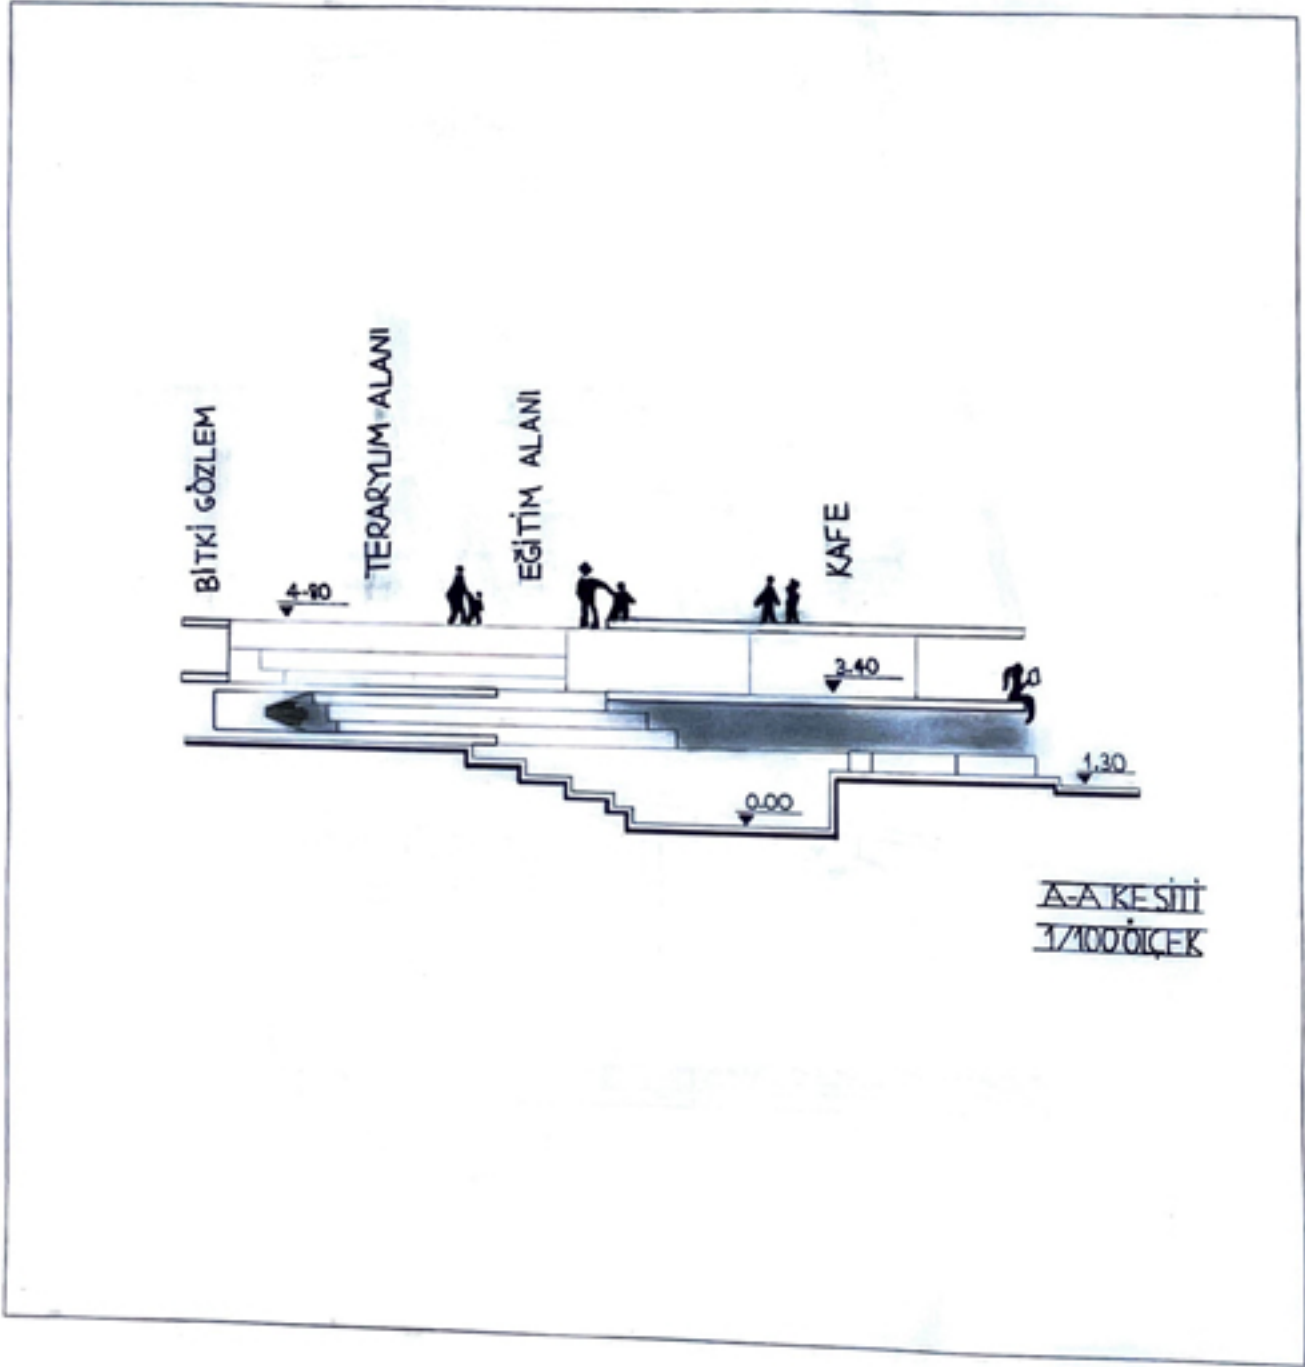 BİTKİ GÖZLEM
TERARYUM ALANI
EĞİTİM ALANI
KAFE
4.80
3.40
1.30
0.00
A-A KESİTİ
1/100 ÖLÇEK